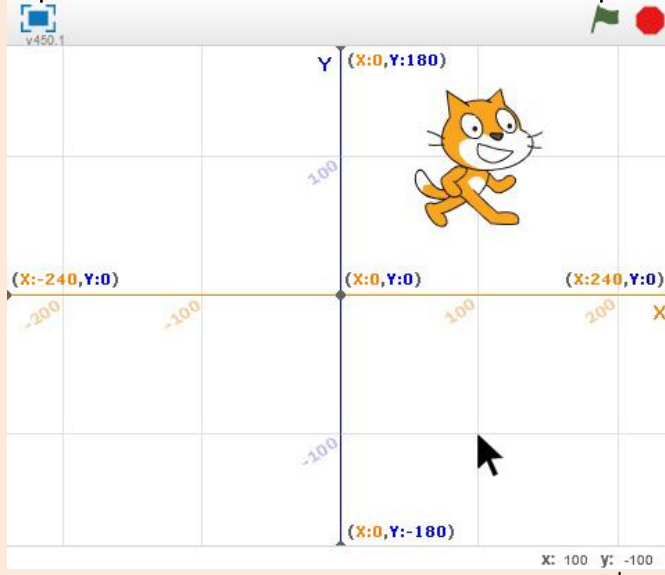 v450.1
Y (X:0,Y:180)
100
(X:-240,Y:0) (X:0,Y:0) (X:240,Y:0)
-200 -100 100 200 X
-100
(X:0,Y:-180)
x: 100 y: -100